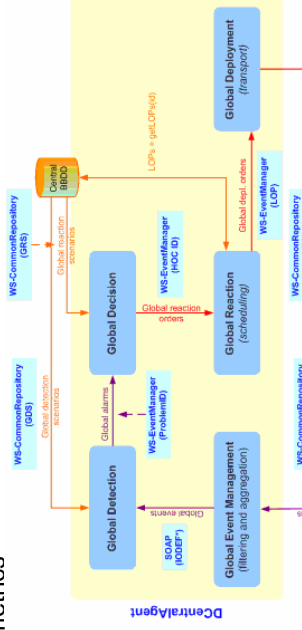 metrics
WS-CommonRepository
(GDS)
WS-CommonRepository
(GRS)
Global detection
scenarios
Global reaction
scenarios
Central
BBDD
LOPs = getLOPs(id)
Global Detection
Global alarms
Global Decision
WS-EventManager
(ProblemID)
WS-EventManager
(HOC ID)
Global events
SOAP
(IODEF*)
Global reaction
orders
Global Event Management
(filtering and aggregation)
Global Reaction
(scheduling)
Global depl. orders
WS-EventManager
(LOP)
Global Deployment
(transport)
DCentralAgent
WS-CommonRepository
WS-CommonRepository